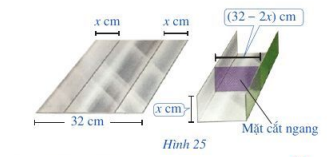 x cm
x cm
(32 – 2x) cm
x cm
32 cm
Mặt cắt ngang
Hình 25